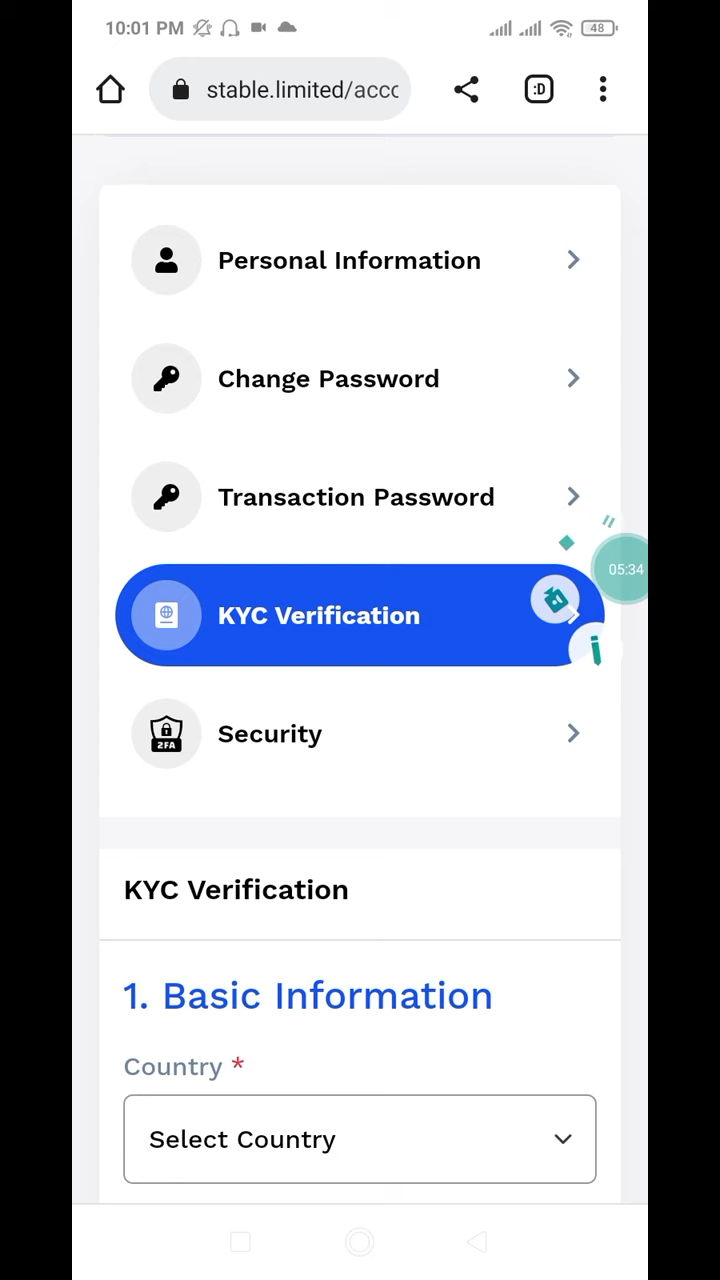 10:01 PM 48
stable.limited/acco
:D
Personal Information
Change Password
Transaction Password
05:34
KYC Verification
2FA
Security
KYC Verification
1. Basic Information
Country *
Select Country